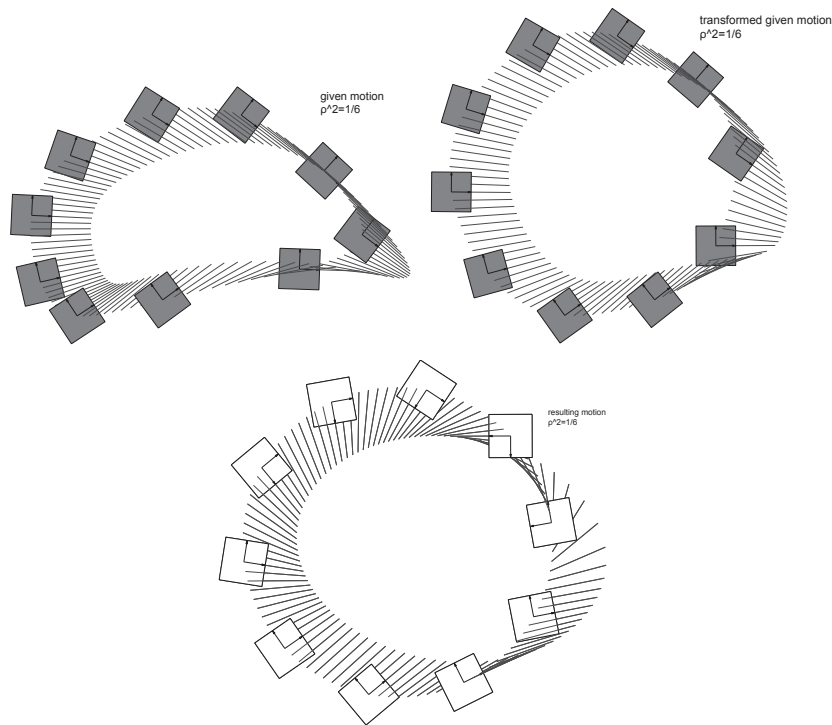 given motion
ρ^2=1/6
transformed given motion
ρ^2=1/6
resulting motion
ρ^2=1/6